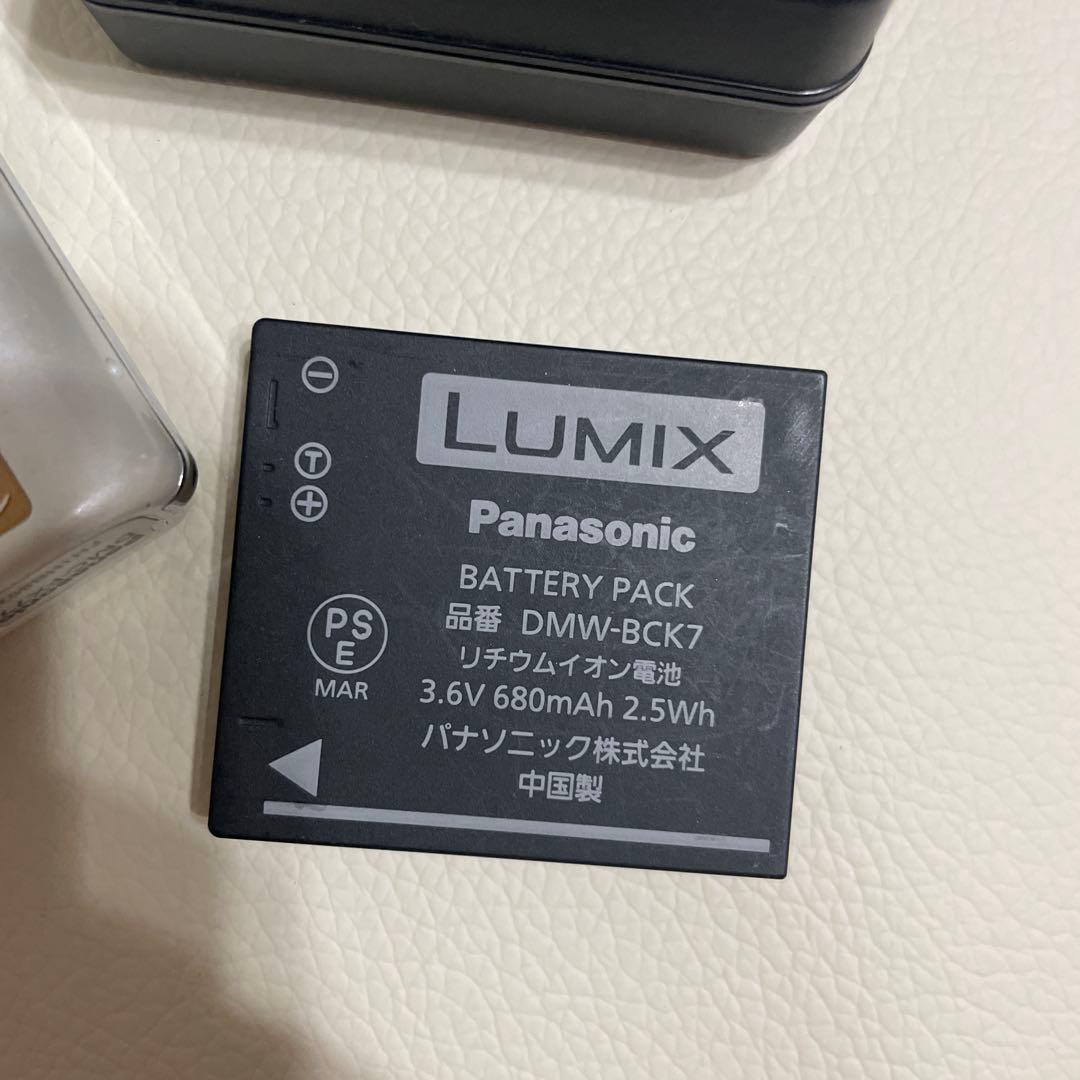 LUMIX
Panasonic
BATTERY PACK
品番 DMW-BCK7
リチウムイオン電池
3.6V 680mAh 2.5Wh
パナソニック株式会社
中国製
T
PS
E
MAR